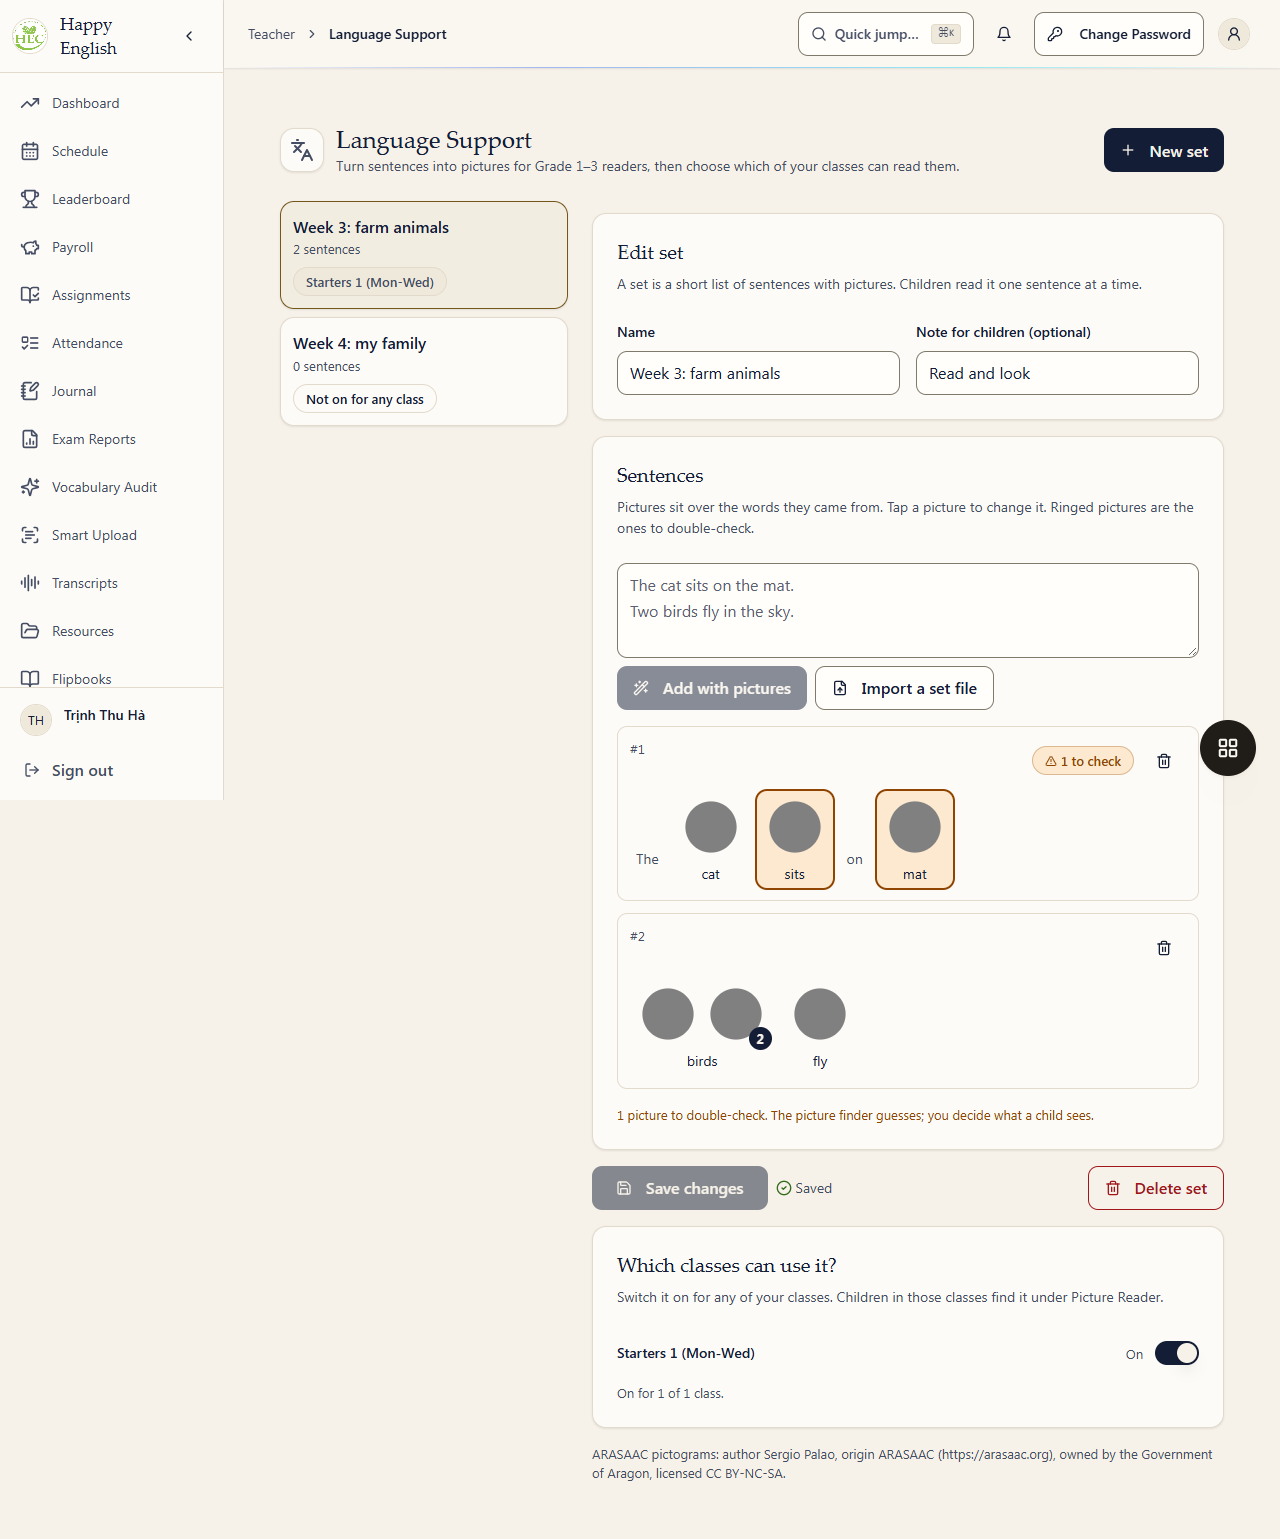 HEC
Happy English
Teacher > Language Support
Quick jump... ⌘K
Change Password
Dashboard
Schedule
Leaderboard
Payroll
Assignments
Attendance
Journal
Exam Reports
Vocabulary Audit
Smart Upload
Transcripts
Resources
Flipbooks
TH
Trịnh Thu Hà
Sign out
Language Support
Turn sentences into pictures for Grade 1–3 readers, then choose which of your classes can read them.
New set
Week 3: farm animals
2 sentences
Starters 1 (Mon-Wed)
Week 4: my family
0 sentences
Not on for any class
Edit set
A set is a short list of sentences with pictures. Children read it one sentence at a time.
Name
Note for children (optional)
Week 3: farm animals
Read and look
Sentences
Pictures sit over the words they came from. Tap a picture to change it. Ringed pictures are the
ones to double-check.
The cat sits on the mat.
Two birds fly in the sky.
Add with pictures
Import a set file
#1
1 to check
The cat sits on mat
#2
2
birds fly
1 picture to double-check. The picture finder guesses; you decide what a child sees.
Save changes
Saved
Delete set
Which classes can use it?
Switch it on for any of your classes. Children in those classes find it under Picture Reader.
Starters 1 (Mon-Wed)
On
On for 1 of 1 class.
ARASAAC pictograms: author Sergio Palao, origin ARASAAC (https://arasaac.org), owned by the Government
of Aragon, licensed CC BY-NC-SA.